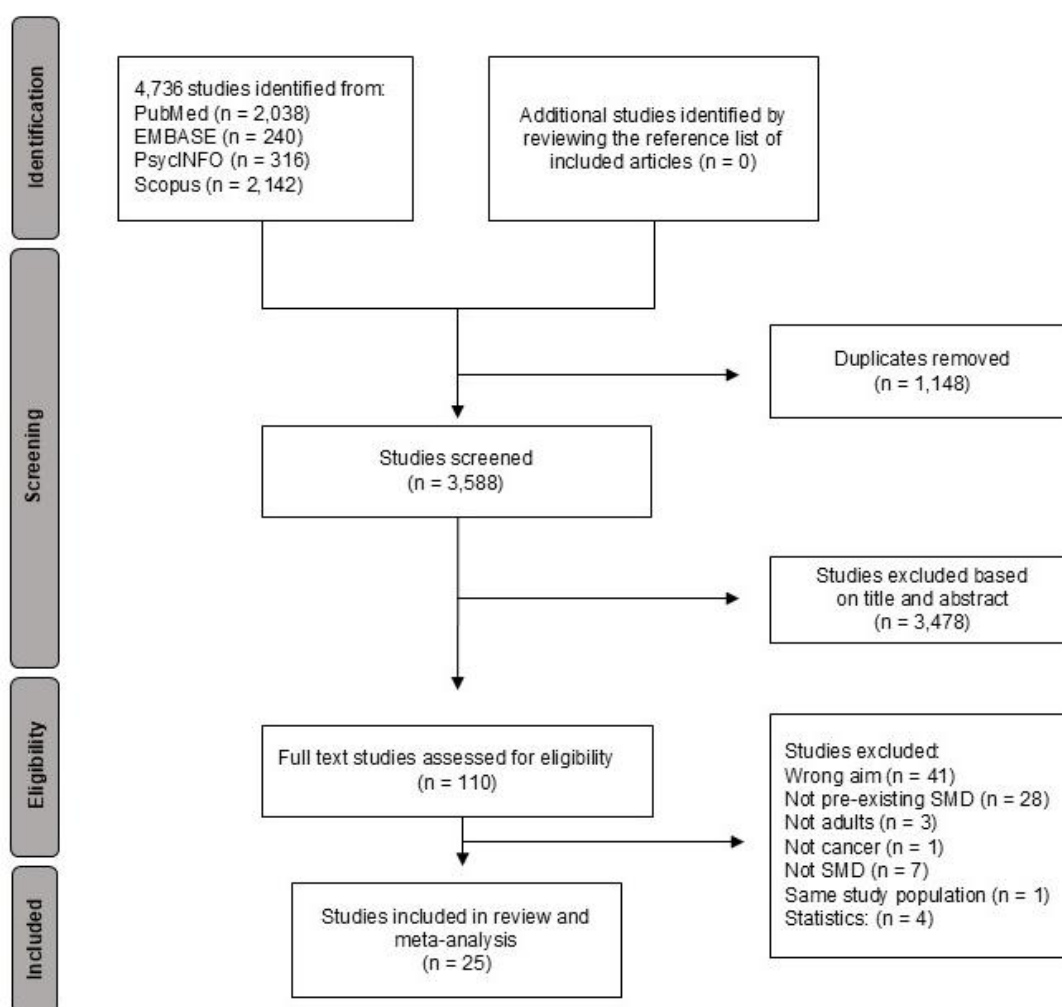 Identification
4,736 studies identified from:
PubMed (n = 2,038)
EMBASE (n = 240)
PsycINFO (n = 316)
Scopus (n = 2,142)
Additional studies identified by
reviewing the reference list of
included articles (n = 0)
Screening
Duplicates removed
(n = 1,148)
Studies screened
(n = 3,588)
Studies excluded based
on title and abstract
(n = 3,478)
Eligibility
Full text studies assessed for eligibility
(n = 110)
Studies excluded:
Wrong aim (n = 41)
Not pre-existing SMD (n = 28)
Not adults (n = 3)
Not cancer (n = 1)
Not SMD (n = 7)
Same study population (n = 1)
Statistics: (n = 4)
Included
Studies included in review and
meta-analysis
(n = 25)